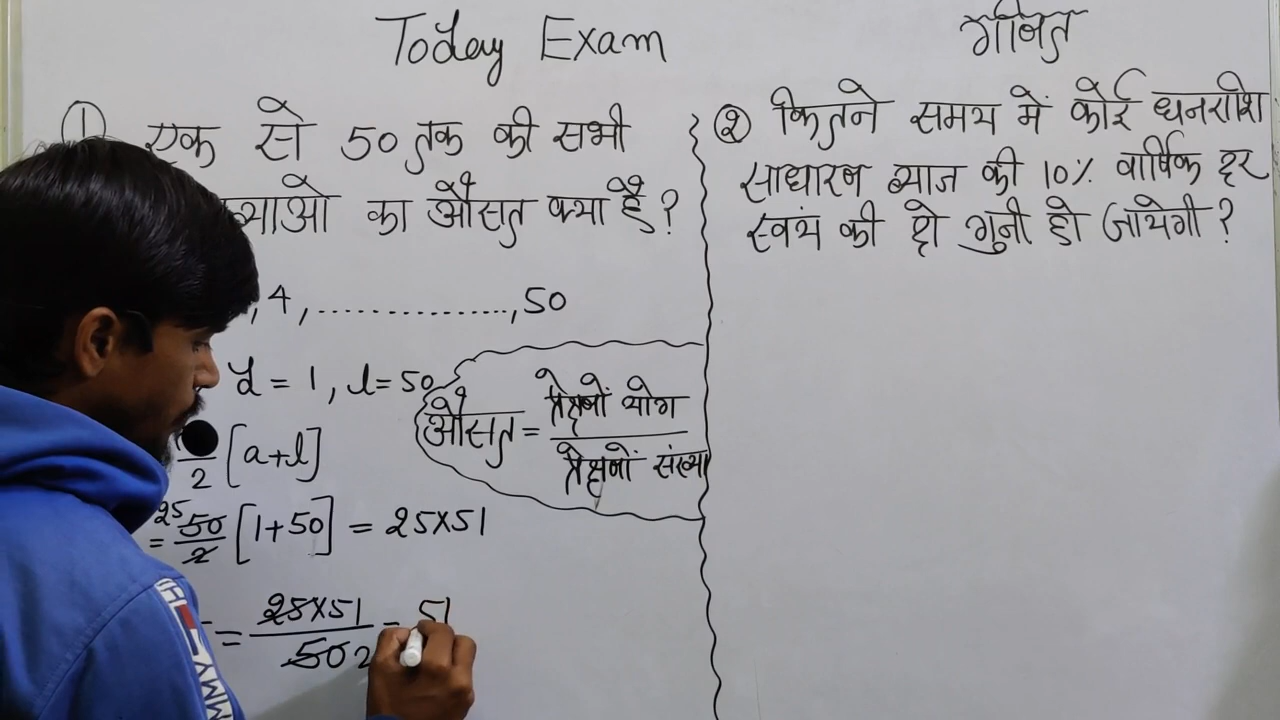 Today Exam
गणित
① एक से 50 तक की सभी
ख्याओ का औसत क्या है?
, 4, ..............., 50
d = 1, l = 50
2 [a+l]
= 25 50/2 [1+50] = 25×51
= 25×51/50 2 = 51
औसत = प्रेक्षणों योग / प्रेक्षणों संख्या
② कितने समय में कोई धनराशि
साधारण ब्याज की 10% वार्षिक दर
स्वयं की दो गुनी हो जायेगी?